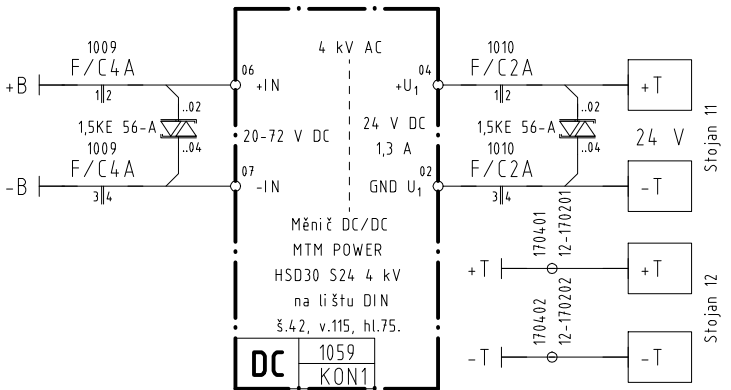 1009
F/C4A
+B
1 2
..02
1,5KE 56-A
..04
1009
F/C4A
-B
3 4
4 kV AC
06
+IN
04
+U1
20-72 V DC
24 V DC
1,3 A
07
-IN
02
GND U1
Měnič DC/DC
MTM POWER
HSD30 S24 4 kV
na lištu DIN
š.42, v.115, hl.75.
DC
1059
KON1
1010
F/C2A
1 2
..02
1,5KE 56-A
..04
1010
F/C2A
3 4
+T
24 V
-T
Stojan 11
170401
12-170201
+T
+T
170402
12-170202
-T
-T
Stojan 12